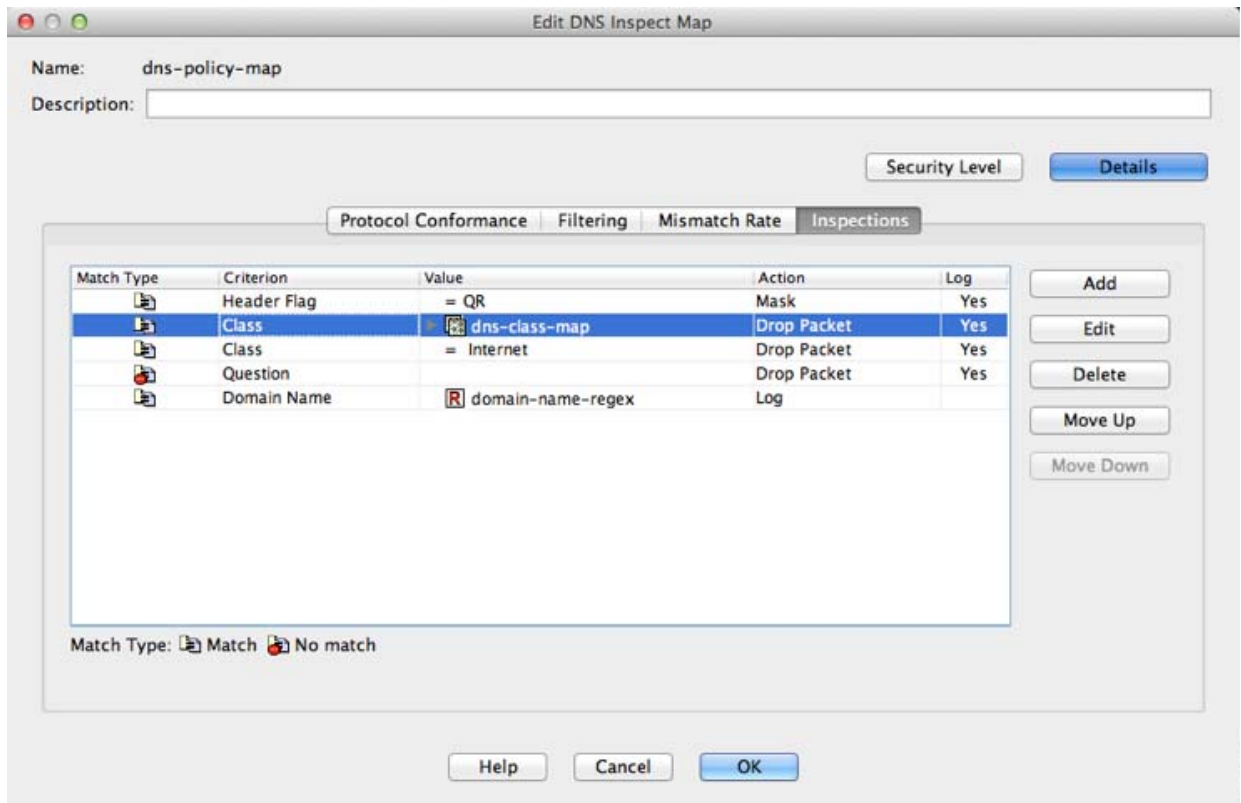 Edit DNS Inspect Map
Name: dns-policy-map
Description:
Security Level Details
Protocol Conformance Filtering Mismatch Rate Inspections
Match Type Criterion Value Action Log
Header Flag = QR Mask Yes
Class dns-class-map Drop Packet Yes
Class = Internet Drop Packet Yes
Question Drop Packet Yes
Domain Name R domain-name-regex Log
Add
Edit
Delete
Move Up
Move Down
Match Type: Match No match
Help Cancel OK